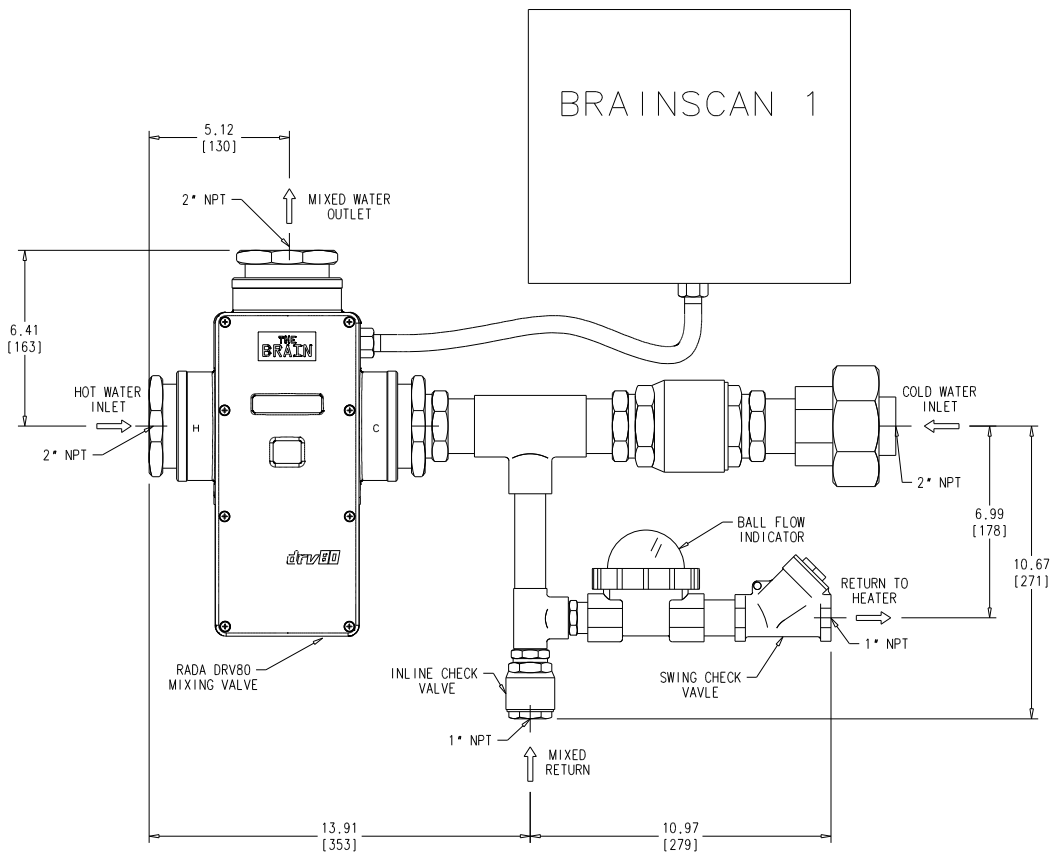 BRAINSCAN 1
5.12
[130]
2" NPT
MIXED WATER
OUTLET
6.41
[163]
THE
BRAIN
HOT WATER
INLET
2" NPT
H
C
COLD WATER
INLET
2" NPT
6.99
[178]
10.67
[271]
BALL FLOW
INDICATOR
drv80
RETURN TO
HEATER
1" NPT
RADA DRV80
MIXING VALVE
INLINE CHECK
VALVE
SWING CHECK
VAVLE
1" NPT
MIXED
RETURN
13.91
[353]
10.97
[279]